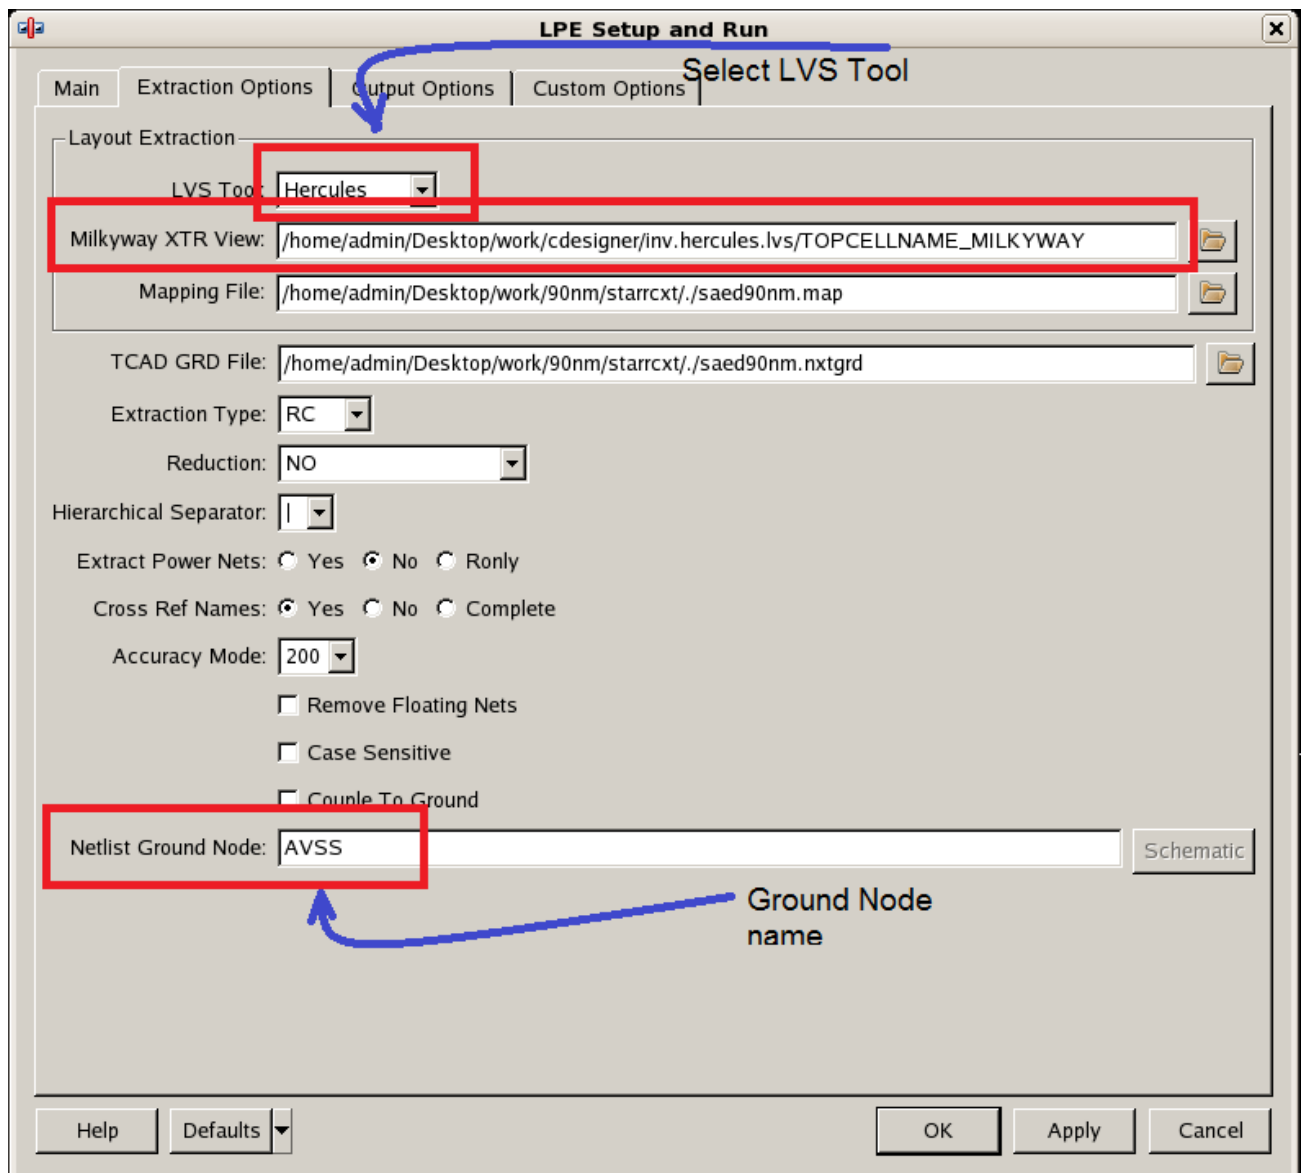 LPE Setup and Run
Select LVS Tool
Main
Extraction Options
Output Options
Custom Options
Layout Extraction
LVS Tool: Hercules
Milkyway XTR View: /home/admin/Desktop/work/cdesigner/inv.hercules.lvs/TOPCELLNAME_MILKYWAY
Mapping File: /home/admin/Desktop/work/90nm/starrcxt/./saed90nm.map
TCAD GRD File: /home/admin/Desktop/work/90nm/starrcxt/./saed90nm.nxtgrd
Extraction Type: RC
Reduction: NO
Hierarchical Separator: |
Extract Power Nets: Yes No Ronly
Cross Ref Names: Yes No Complete
Accuracy Mode: 200
Remove Floating Nets
Case Sensitive
Couple To Ground
Netlist Ground Node: AVSS Schematic
Ground Node
name
Help Defaults OK Apply Cancel